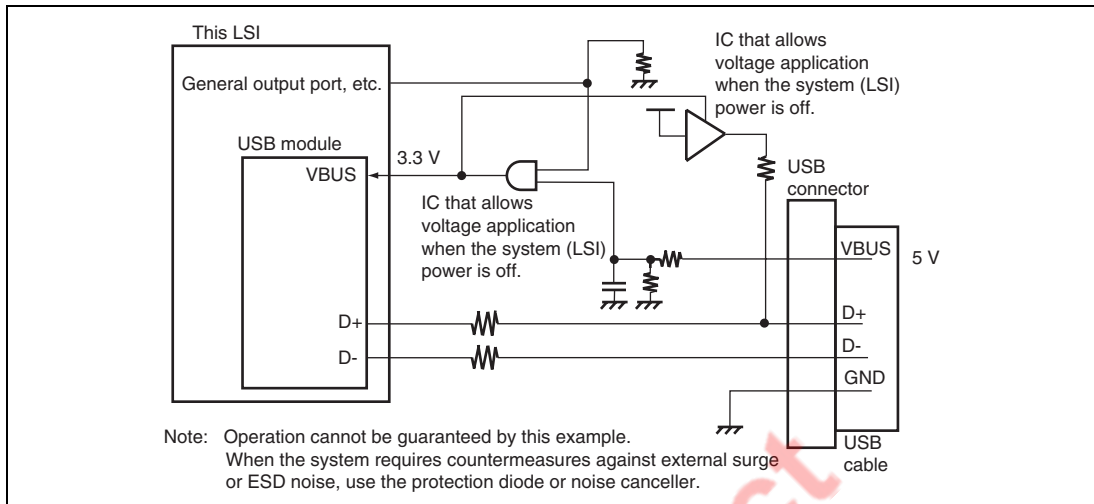 This LSI
General output port, etc.
USB module
VBUS
3.3 V
IC that allows
voltage application
when the system (LSI)
power is off.
IC that allows
voltage application
when the system (LSI)
power is off.
USB
connector
VBUS
5 V
D+
D-
D+
D-
GND
USB
cable
Note: Operation cannot be guaranteed by this example.
When the system requires countermeasures against external surge
or ESD noise, use the protection diode or noise canceller.